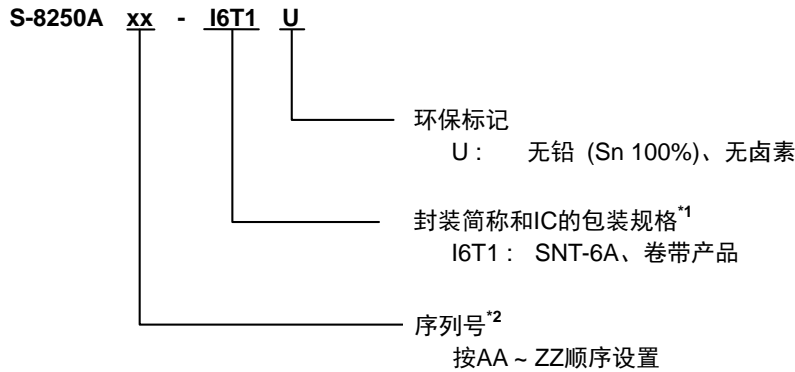 S-8250A xx - I6T1 U
环保标记
U : 无铅 (Sn 100%)、无卤素
封装简称和IC的包装规格*1
I6T1 : SNT-6A、卷带产品
序列号*2
按AA ~ ZZ顺序设置